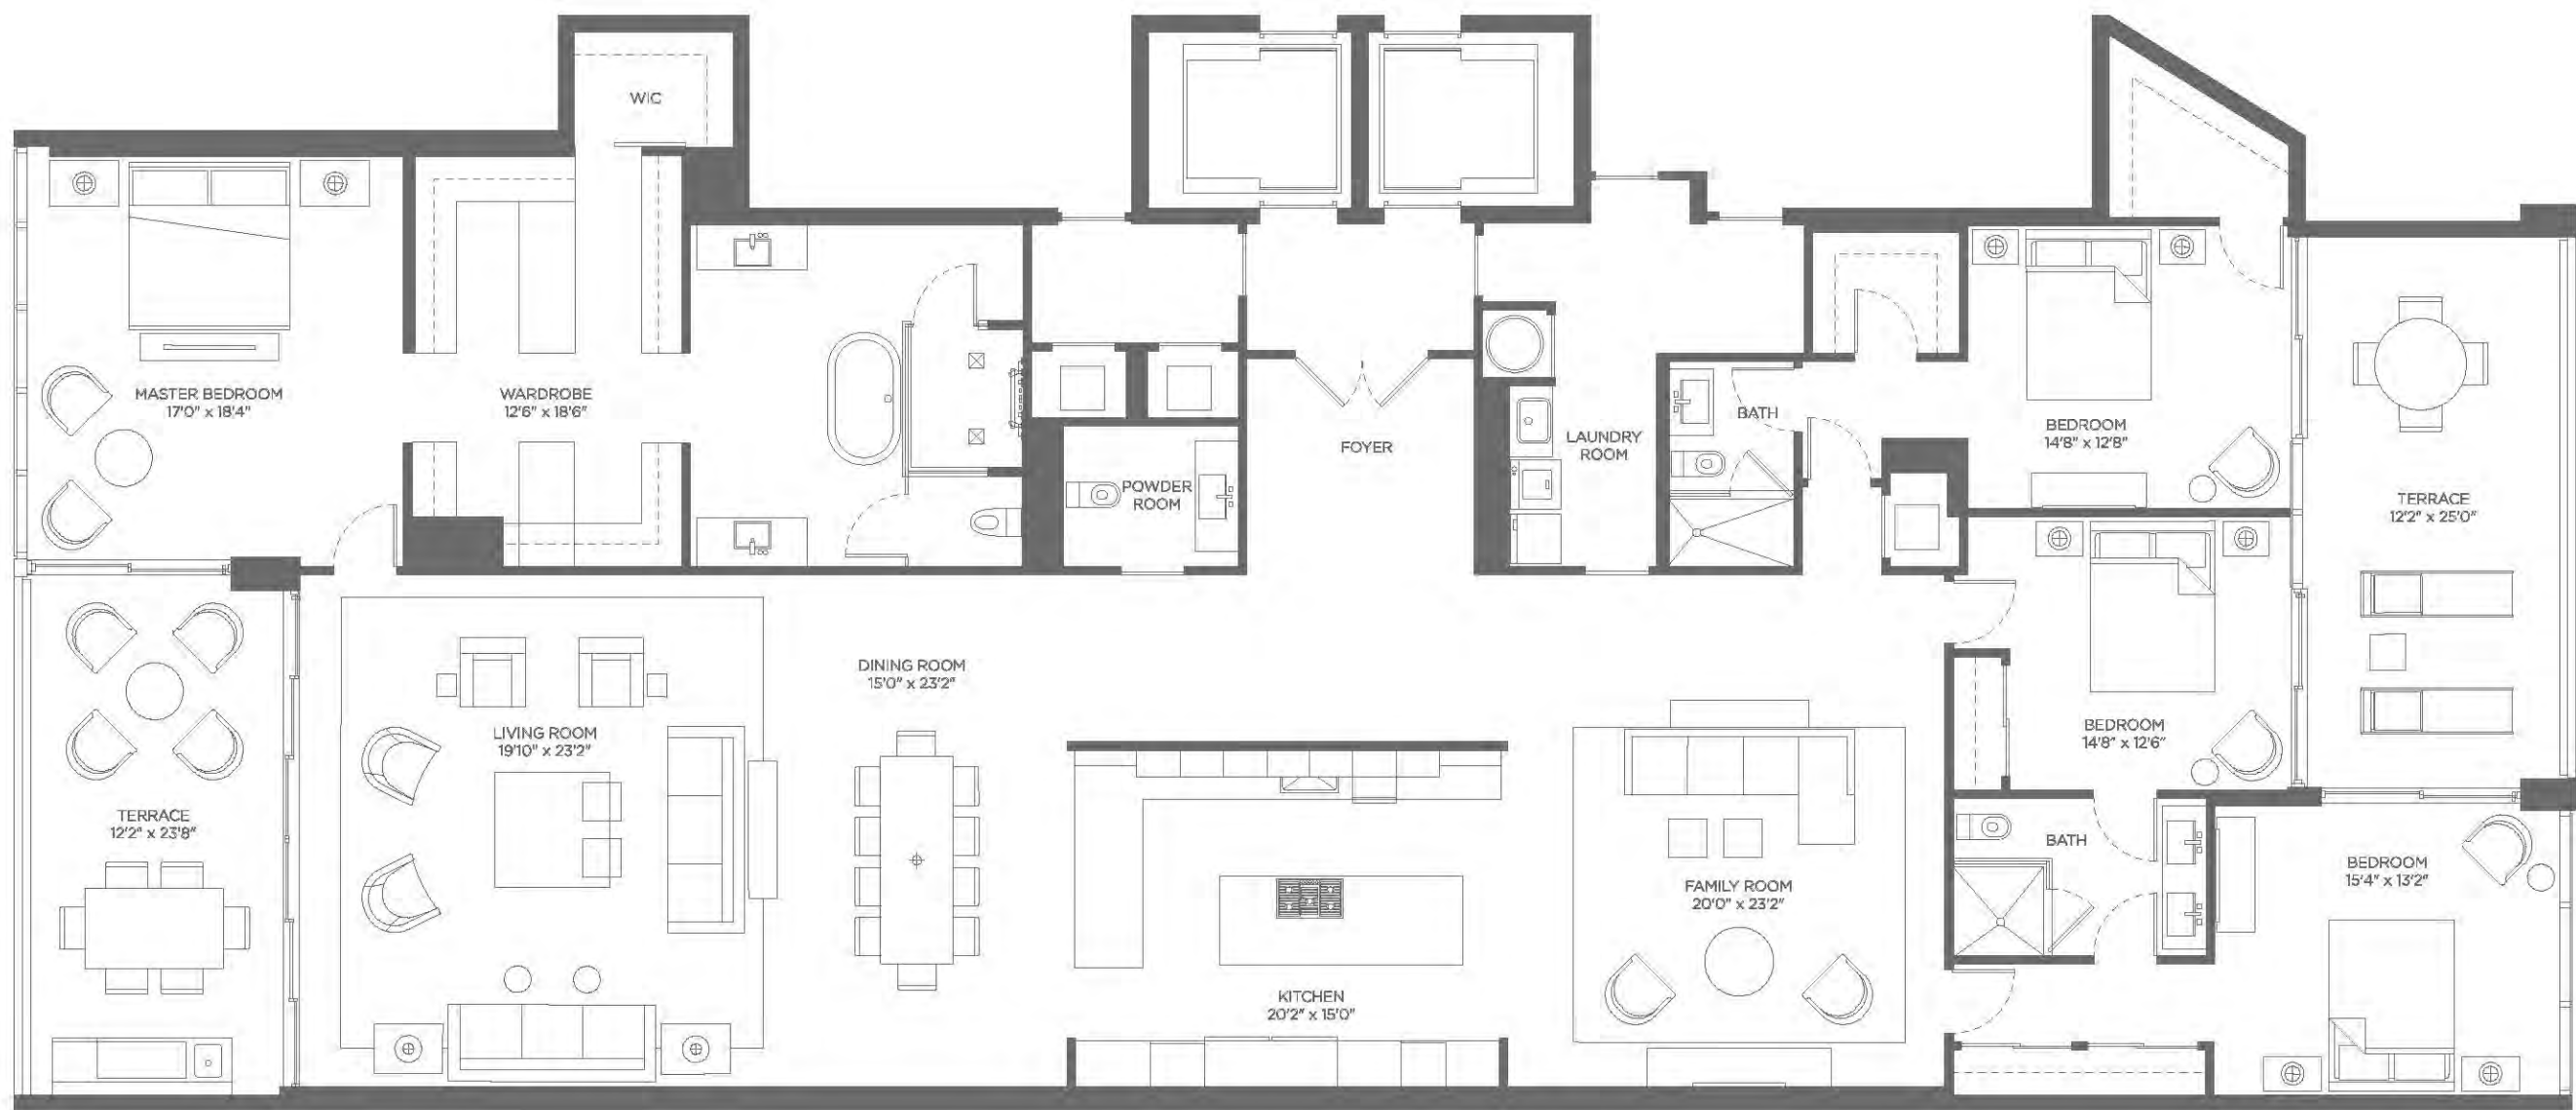 WIC
MASTER BEDROOM
17'0" x 18'4"
WARDROBE
12'6" x 18'6"
POWDER
ROOM
FOYER
LAUNDRY
ROOM
BATH
BEDROOM
14'8" x 12'8"
TERRACE
12'2" x 25'0"
DINING ROOM
15'0" x 23'2"
LIVING ROOM
19'10" x 23'2"
BEDROOM
14'8" x 12'6"
TERRACE
12'2" x 23'8"
BATH
BEDROOM
15'4" x 13'2"
FAMILY ROOM
20'0" x 23'2"
KITCHEN
20'2" x 15'0"